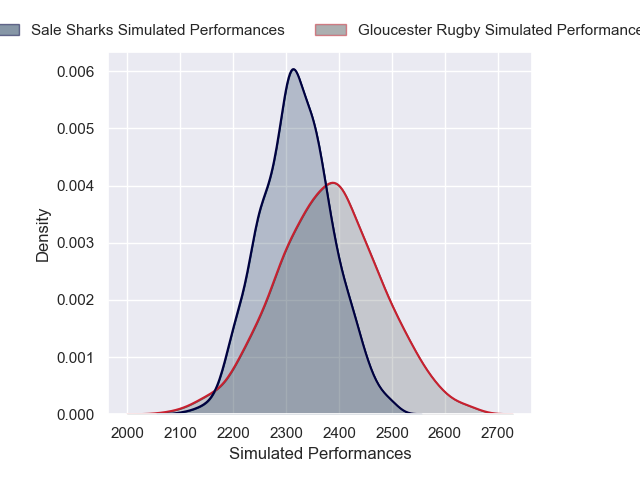 Sale Sharks Simulated Performances Gloucester Rugby Simulated Performance
0.006
0.005
0.004
0.003
0.002
0.001
0.000
Density
2000 2100 2200 2300 2400 2500 2600 2700
Simulated Performances